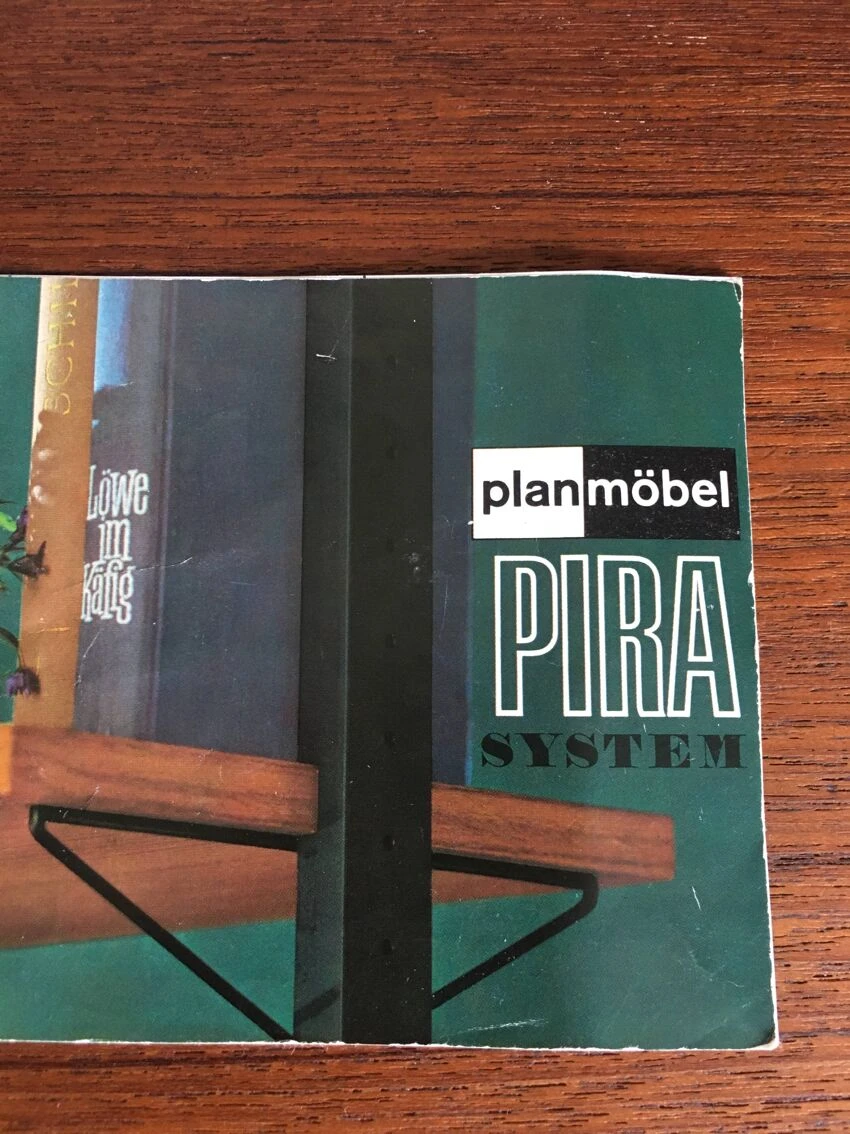 Löwe
im
Käfig
planmöbel
PIRA
SYSTEM